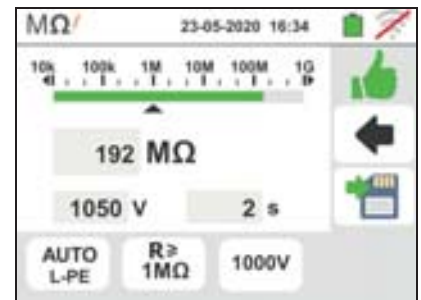 MΩ 23-05-2020 16:34
10k 100k 1M 10M 100M 1G
192 MΩ
1050 V 2 s
AUTO L-PE
R≥ 1MΩ
1000V